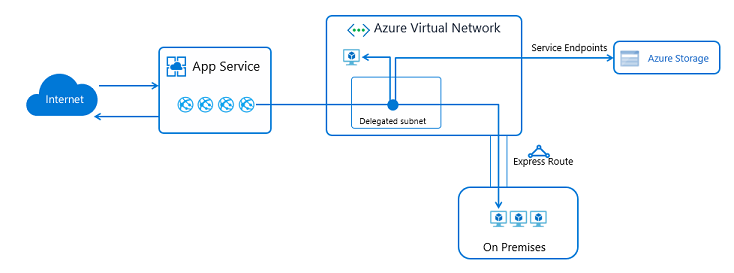 Azure Virtual Network
Service Endpoints
App Service
Azure Storage
Internet
Delegated subnet
Express Route
On Premises